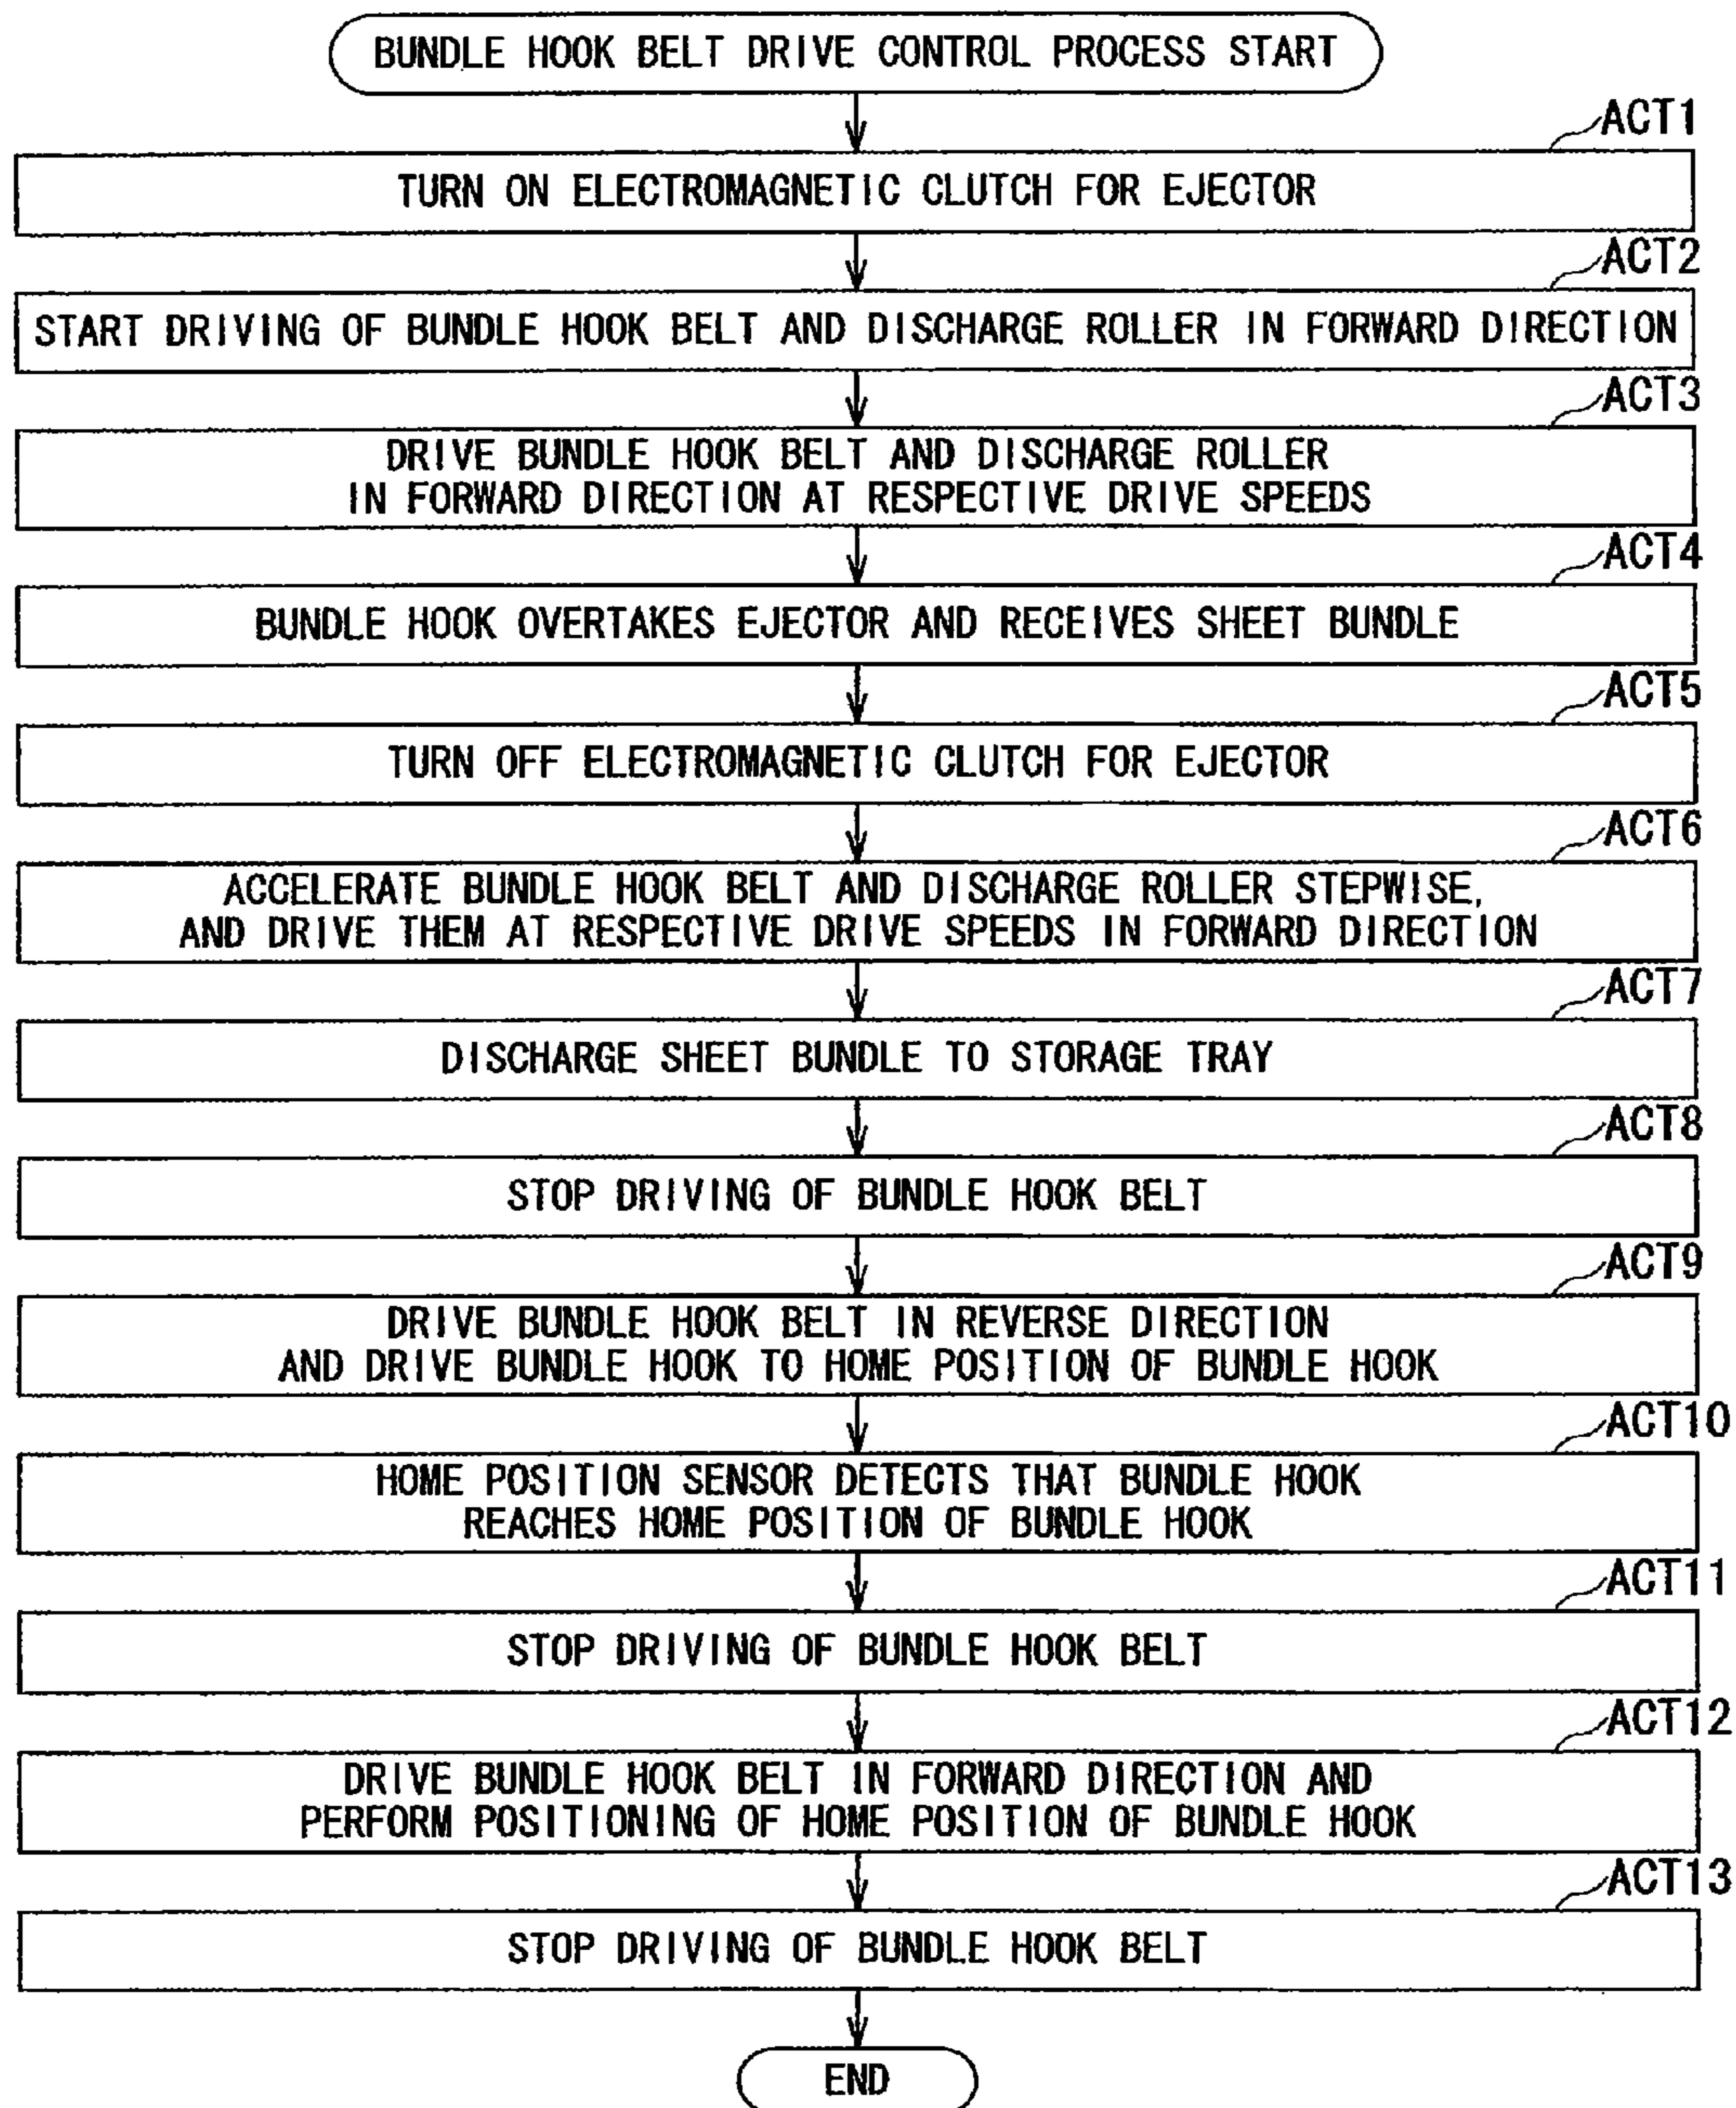 BUNDLE HOOK BELT DRIVE CONTROL PROCESS START
ACT1
TURN ON ELECTROMAGNETIC CLUTCH FOR EJECTOR
ACT2
START DRIVING OF BUNDLE HOOK BELT AND DISCHARGE ROLLER IN FORWARD DIRECTION
ACT3
DRIVE BUNDLE HOOK BELT AND DISCHARGE ROLLER
IN FORWARD DIRECTION AT RESPECTIVE DRIVE SPEEDS
ACT4
BUNDLE HOOK OVERTAKES EJECTOR AND RECEIVES SHEET BUNDLE
ACT5
TURN OFF ELECTROMAGNETIC CLUTCH FOR EJECTOR
ACT6
ACCELERATE BUNDLE HOOK BELT AND DISCHARGE ROLLER STEPWISE,
AND DRIVE THEM AT RESPECTIVE DRIVE SPEEDS IN FORWARD DIRECTION
ACT7
DISCHARGE SHEET BUNDLE TO STORAGE TRAY
ACT8
STOP DRIVING OF BUNDLE HOOK BELT
ACT9
DRIVE BUNDLE HOOK BELT IN REVERSE DIRECTION
AND DRIVE BUNDLE HOOK TO HOME POSITION OF BUNDLE HOOK
ACT10
HOME POSITION SENSOR DETECTS THAT BUNDLE HOOK
REACHES HOME POSITION OF BUNDLE HOOK
ACT11
STOP DRIVING OF BUNDLE HOOK BELT
ACT12
DRIVE BUNDLE HOOK BELT IN FORWARD DIRECTION AND
PERFORM POSITIONING OF HOME POSITION OF BUNDLE HOOK
ACT13
STOP DRIVING OF BUNDLE HOOK BELT
END